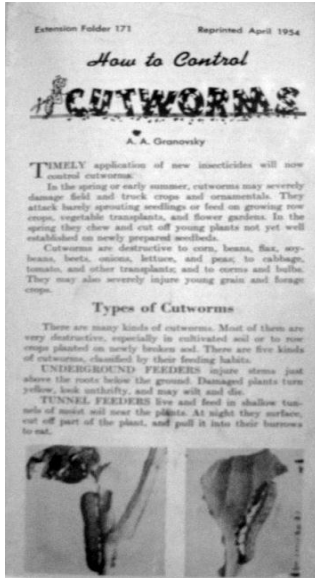 Extension Folder 171 Reprinted April 1954
How to Control
CUTWORMS
A. A. Granovsky
TIMELY application of new insecticides will now
control cutworms.
In the spring or early summer, cutworms may severely
damage field and truck crops and ornamentals. They
attack barely sprouting seedlings or feed on growing row
crops, vegetable transplants, and flower gardens. In the
spring they chew and cut off young plants not yet well
established on newly prepared seedbeds.
Cutworms are destructive to corn, beans, flax, soy-
beans, beets, onions, lettuce, and peas; to cabbage,
tomato, and other transplants; and to corms and bulbs.
They may also severely injure young grain and forage
crops.
Types of Cutworms
There are many kinds of cutworms. Most of them are
very destructive, especially in cultivated soil or to row
crops planted on newly broken sod. There are five kinds
of cutworms, classified by their feeding habits.
UNDERGROUND FEEDERS injure stems just
above the roots below the ground. Damaged plants turn
yellow, look unthrifty, and may wilt and die.
TUNNEL FEEDERS live and feed in shallow tun-
nels of moist soil near the plants. At night they surface,
cut off part of the plant, and pull it into their burrows
to eat.